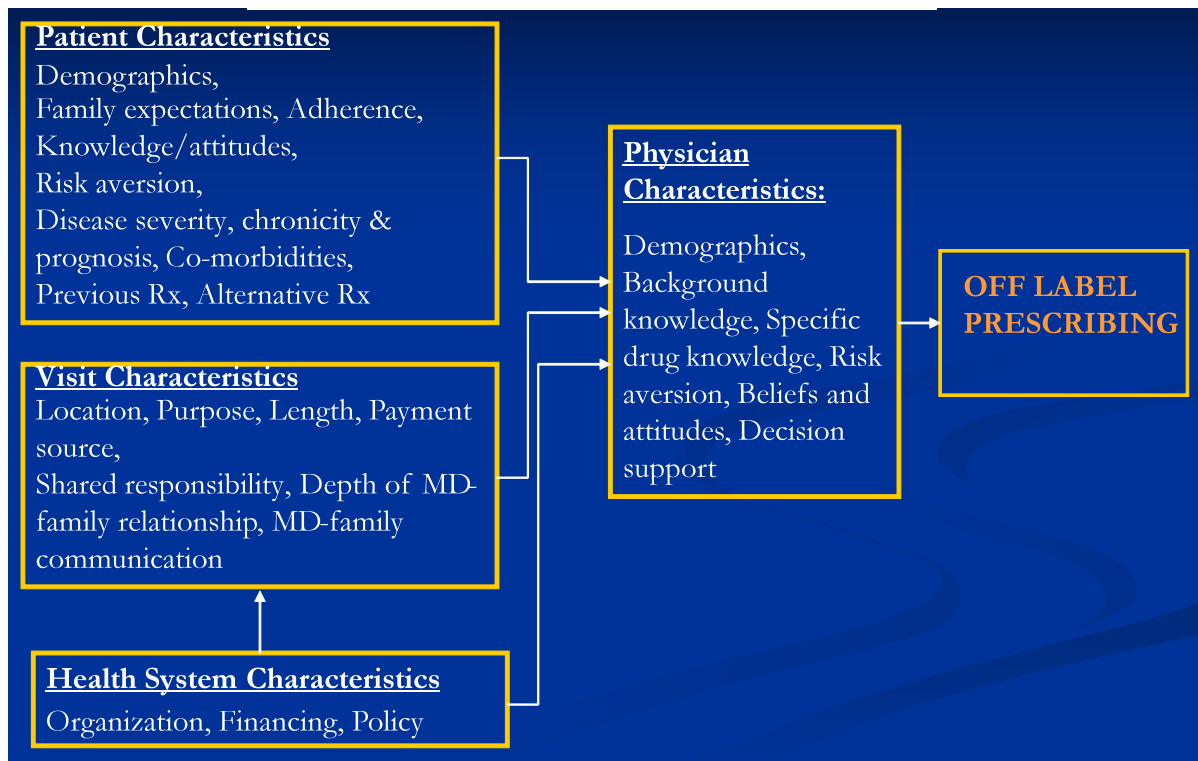 Patient Characteristics
Demographics,
Family expectations, Adherence,
Knowledge/attitudes,
Risk aversion,
Disease severity, chronicity &
prognosis, Co-morbidities,
Previous Rx, Alternative Rx
Visit Characteristics
Location, Purpose, Length, Payment
source,
Shared responsibility, Depth of MD-
family relationship, MD-family
communication
Health System Characteristics
Organization, Financing, Policy
Physician
Characteristics:
Demographics,
Background
knowledge, Specific
drug knowledge, Risk
aversion, Beliefs and
attitudes, Decision
support
OFF LABEL
PRESCRIBING